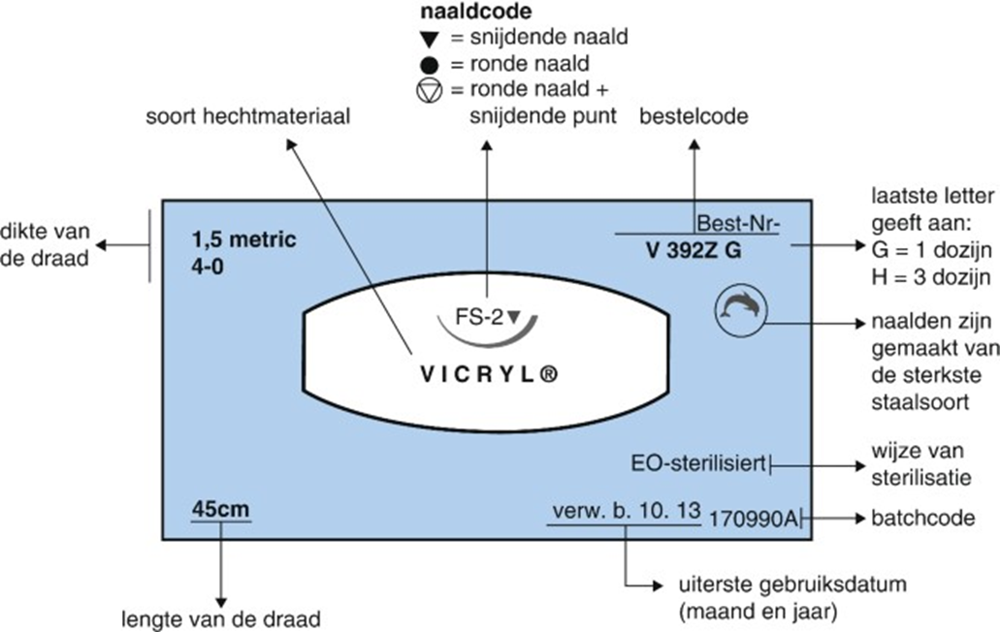 naaldcode
▼ = snijdende naald
● = ronde naald
= ronde naald +
snijdende punt
soort hechtmateriaal
bestelcode
dikte van
de draad
1,5 metric
4-0
Best-Nr-
V 392Z G
laatste letter
geeft aan:
G = 1 dozijn
H = 3 dozijn
FS-2▼
VICRYL®
naalden zijn
gemaakt van
de sterkste
staalsoort
EO-sterilisiert
wijze van
sterilisatie
45cm
verw. b. 10. 13
170990A
batchcode
uiterste gebruiksdatum
(maand en jaar)
lengte van de draad